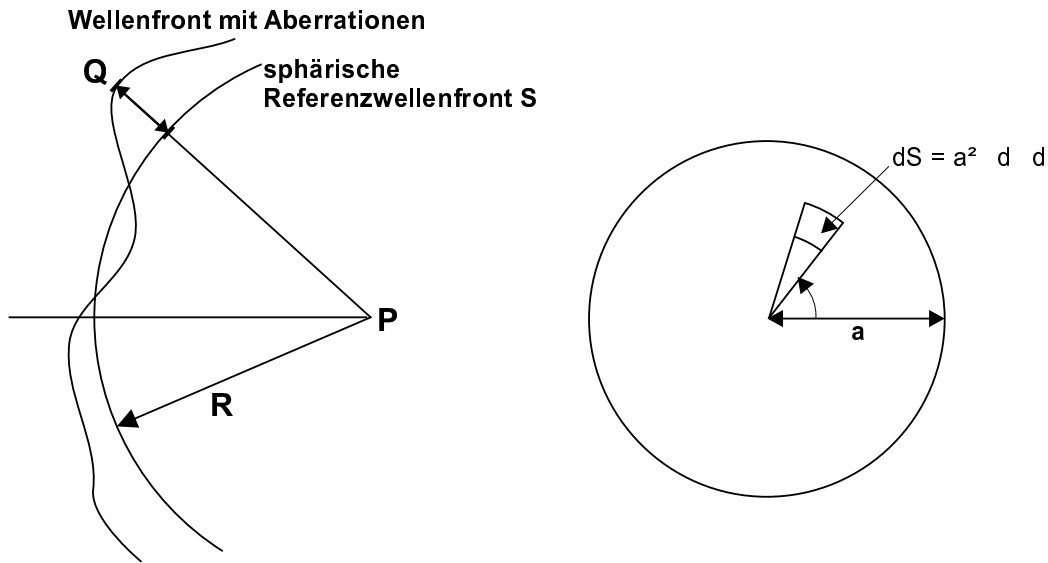 Wellenfront mit Aberrationen
Q
sphärische
Referenzwellenfront S
P
R
dS = a² d d
a